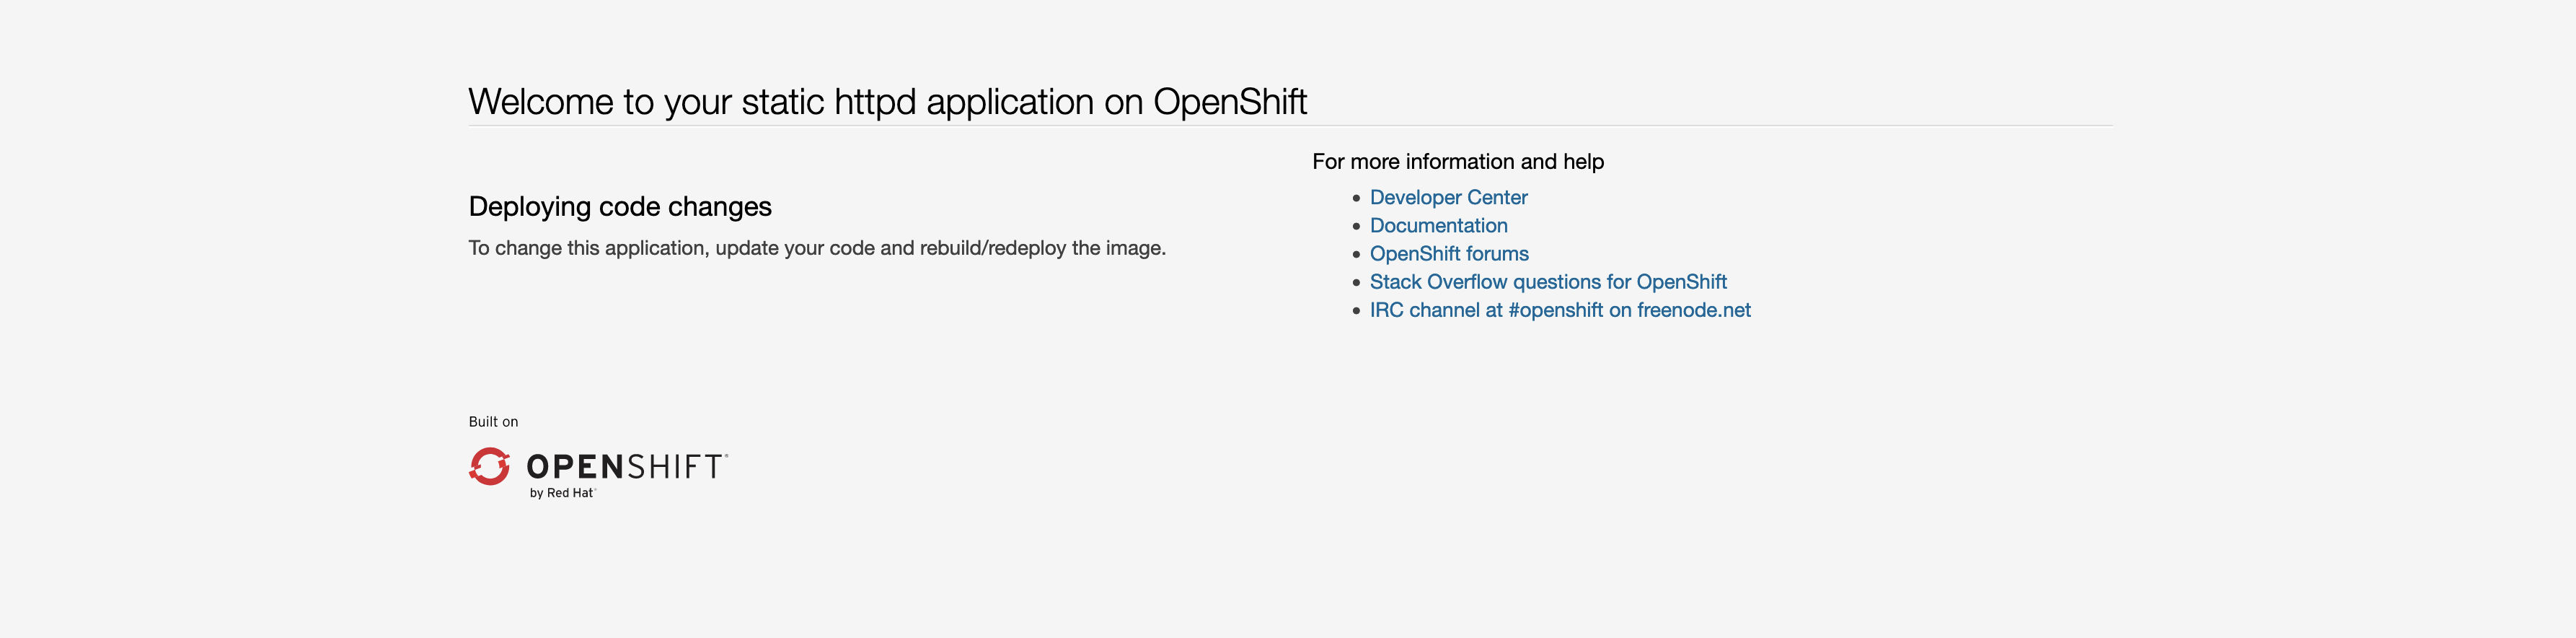 Welcome to your static httpd application on OpenShift
Deploying code changes
To change this application, update your code and rebuild/redeploy the image.
For more information and help
Developer Center
Documentation
OpenShift forums
Stack Overflow questions for OpenShift
IRC channel at #openshift on freenode.net
Built on
OPENSHIFT
by Red Hat